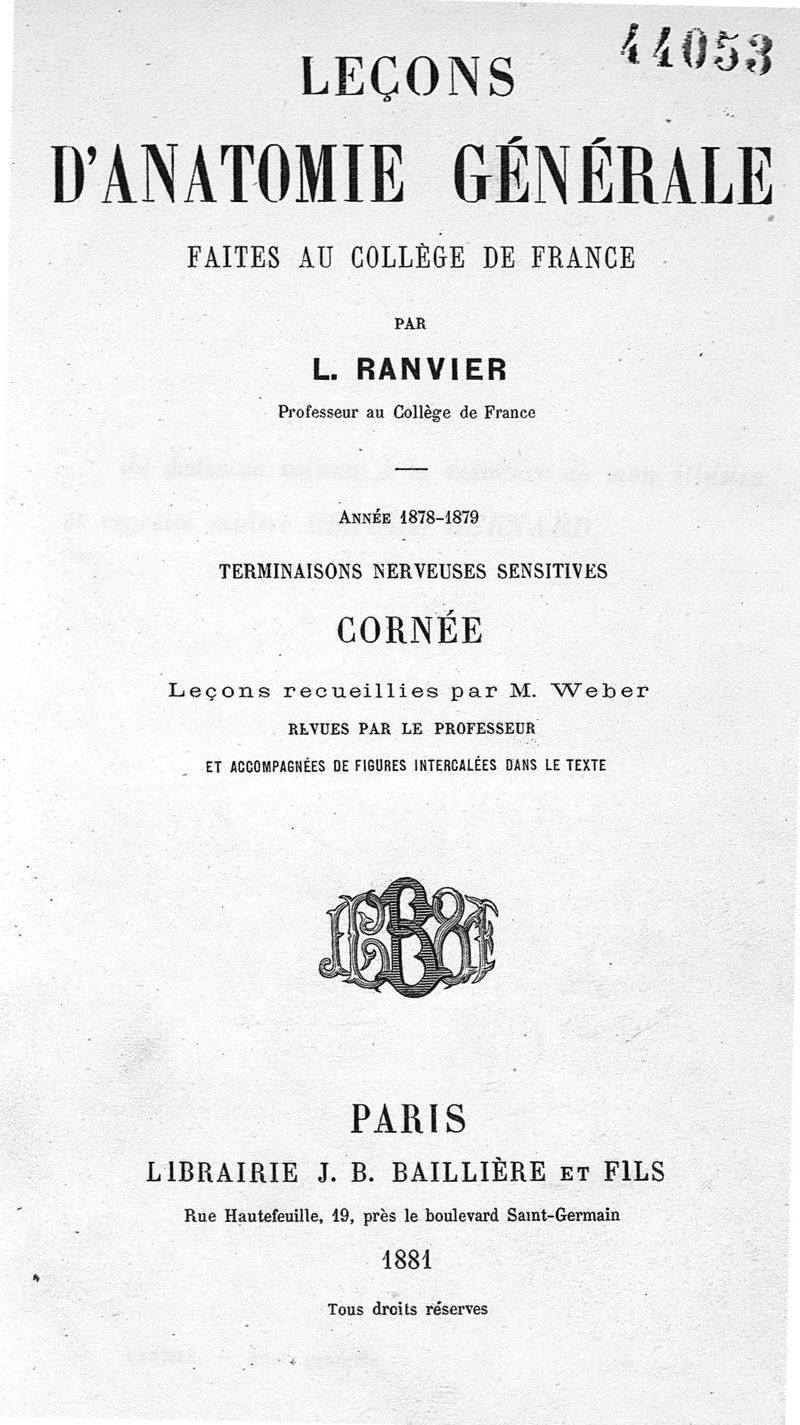 44053
LEÇONS
D'ANATOMIE GÉNÉRALE
FAITES AU COLLÈGE DE FRANCE
PAR
L. RANVIER
Professeur au Collège de France
ANNÉE 1878-1879
TERMINAISONS NERVEUSES SENSITIVES
CORNÉE
Leçons recueillies par M. Weber
REVUES PAR LE PROFESSEUR
ET ACCOMPAGNÉES DE FIGURES INTERCALÉES DANS LE TEXTE
PARIS
LIBRAIRIE J. B. BAILLIÈRE ET FILS
Rue Hautefeuille, 19, près le boulevard Saint-Germain
1881
Tous droits réservés